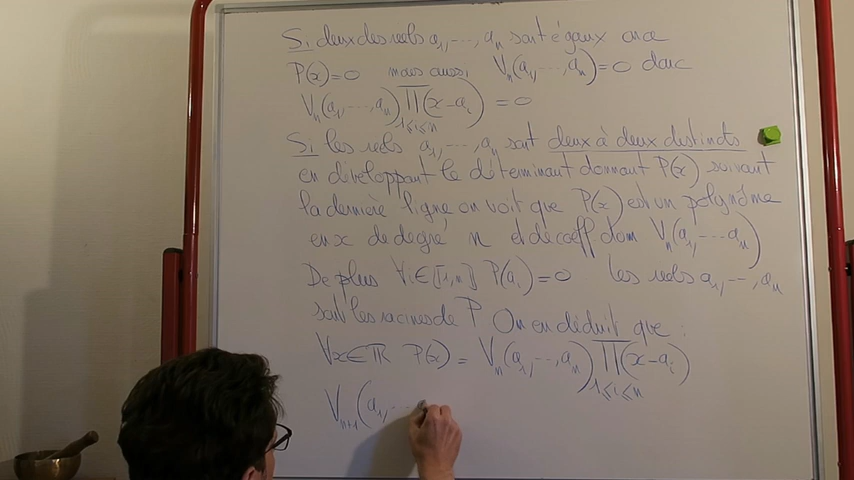 Si deux des réels a₁,…,aₙ sont égaux on a
P(x)=0 mais aussi Vₙ(a₁,…,aₙ)=0 donc
Vₙ(a₁,…,aₙ) ∏_{1≤i≤n} (x-aᵢ) = 0
Si les réels a₁,…,aₙ sont deux à deux distincts
en développant le déterminant donnant P(x) suivant
la dernière ligne on voit que P(x) est un polynôme
en x de degré n et de coeff dom Vₙ(a₁,…,aₙ)
De plus ∀i∈⟦1,n⟧ P(aᵢ)=0 les réels a₁,…,aₙ
sont les racines de P On en déduit que :
∀x∈ℝ P(x) = Vₙ(a₁,…,aₙ) ∏_{1≤i≤n} (x-aᵢ)
Vₙ₊₁(a₁,…